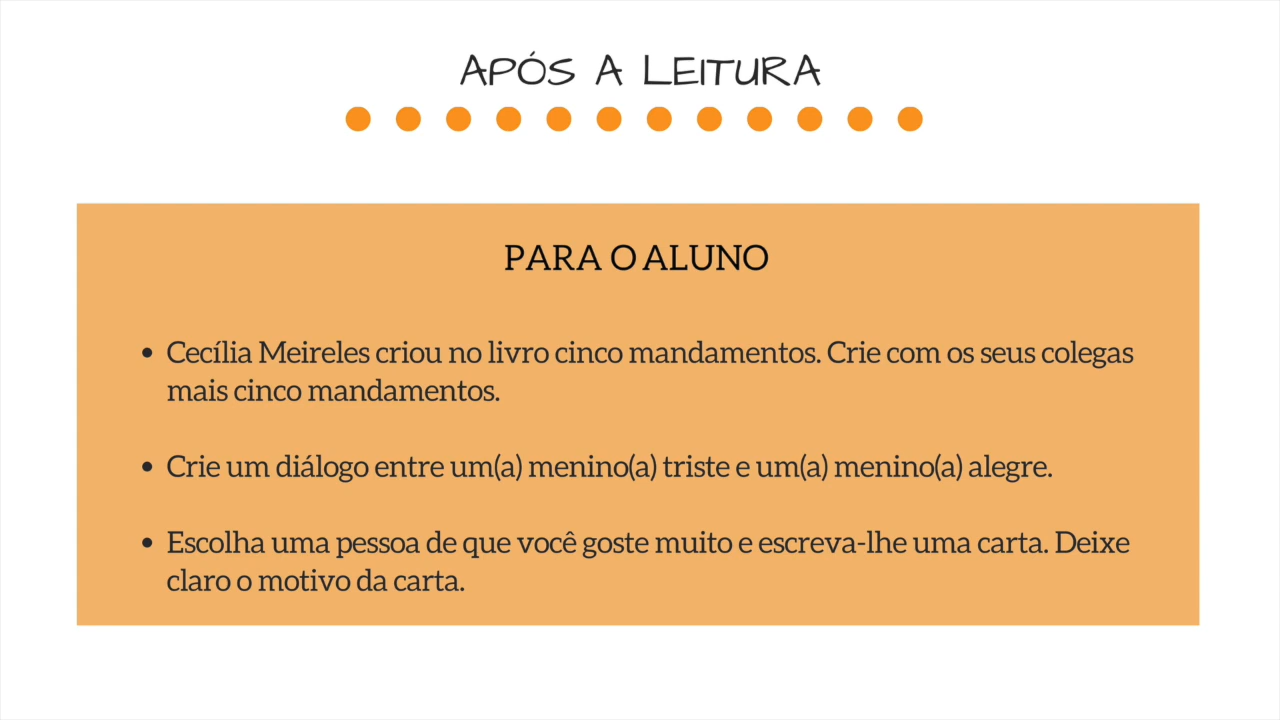 APÓS A LEITURA
PARA O ALUNO
• Cecília Meireles criou no livro cinco mandamentos. Crie com os seus colegas
mais cinco mandamentos.
• Crie um diálogo entre um(a) menino(a) triste e um(a) menino(a) alegre.
• Escolha uma pessoa de que você goste muito e escreva-lhe uma carta. Deixe
claro o motivo da carta.